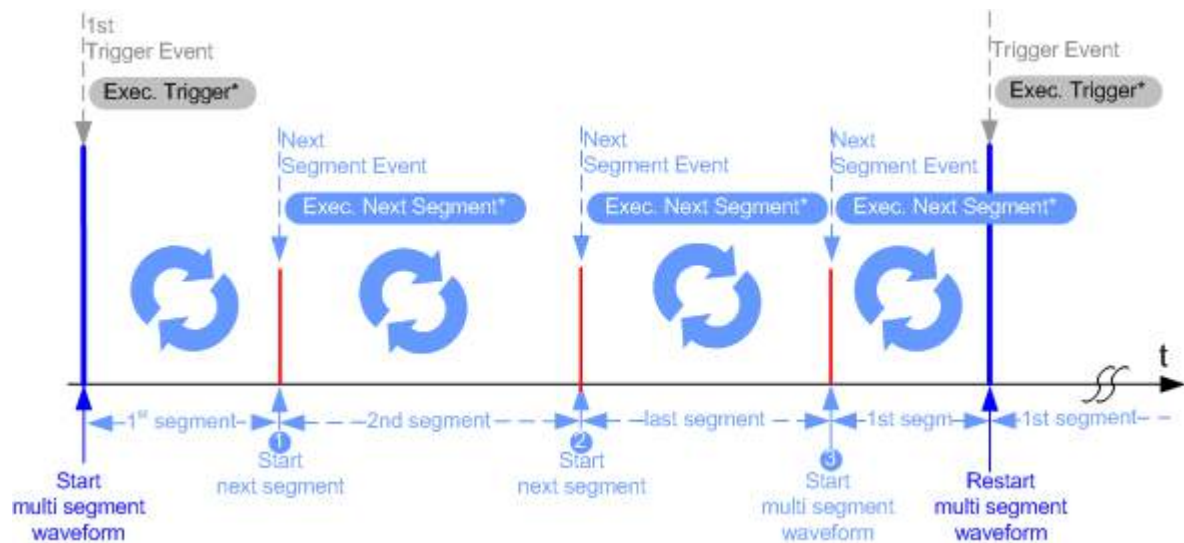 1st
Trigger Event
Exec. Trigger*
Trigger Event
Exec. Trigger*
Next
Segment Event
Exec. Next Segment*
Next
Segment Event
Exec. Next Segment*
Next
Segment Event
Exec. Next Segment*
t
1st segment
2nd segment
last segment
1st segm
1st segment
1
2
3
Start
multi segment
waveform
Start
next segment
Start
next segment
Start
multi segment
waveform
Restart
multi segment
waveform